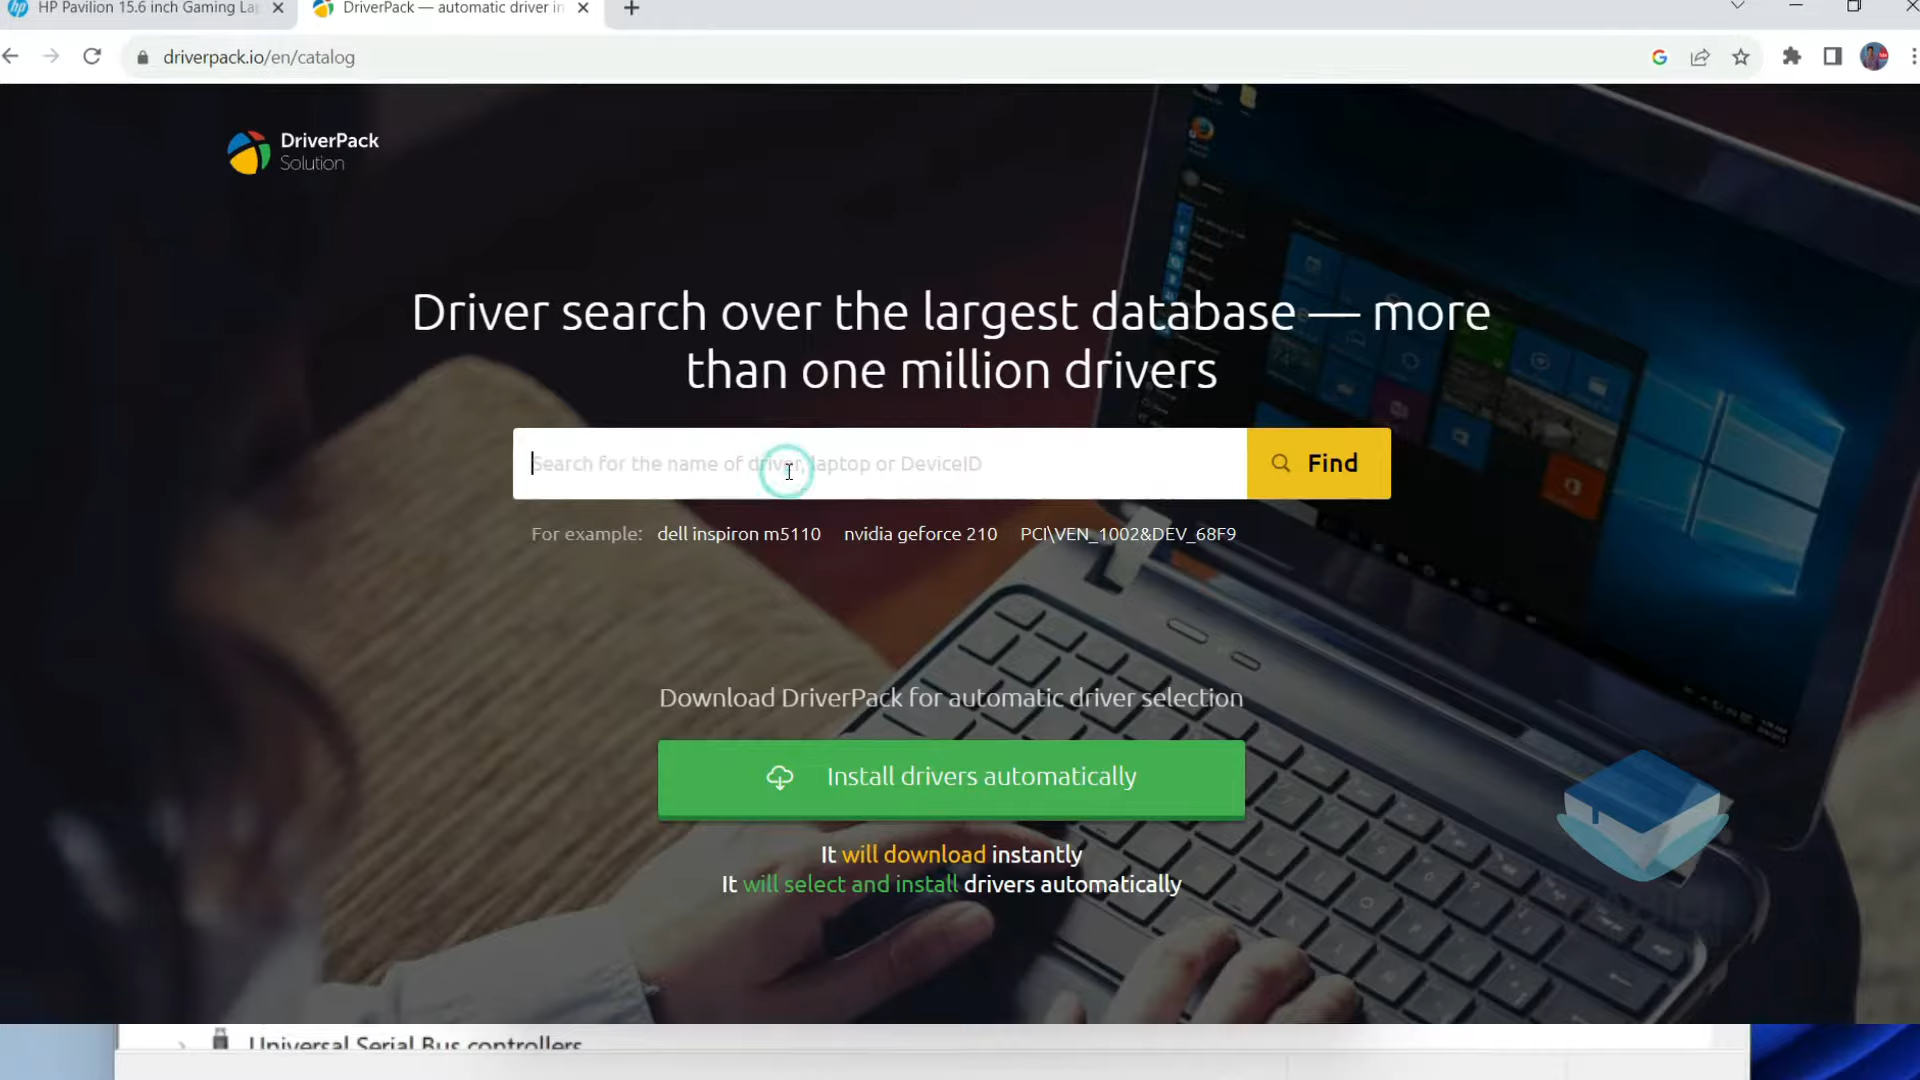 HP Pavilion 15.6 inch Gaming La
DriverPack — automatic driver in
driverpack.io/en/catalog
DriverPack
Solution
Driver search over the largest database — more
than one million drivers
Search for the name of driver, laptop or DeviceID
Find
For example: dell inspiron m5110 nvidia geforce 210 PCI\VEN_1002&DEV_68F9
Download DriverPack for automatic driver selection
Install drivers automatically
It will download instantly
It will select and install drivers automatically
Universal Serial Bus controllers